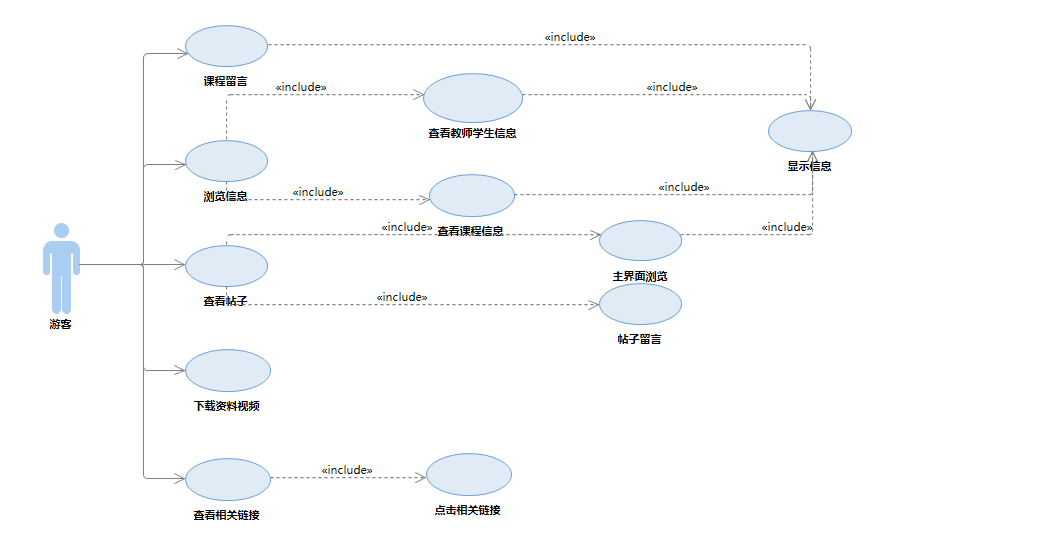 «include»
课程留言
«include»
«include»
查看教师学生信息
显示信息
浏览信息
«include»
«include»
查看课程信息
«include»
«include»
主界面浏览
查看帖子
«include»
游客
帖子留言
下载资料视频
«include»
查看相关链接
点击相关链接